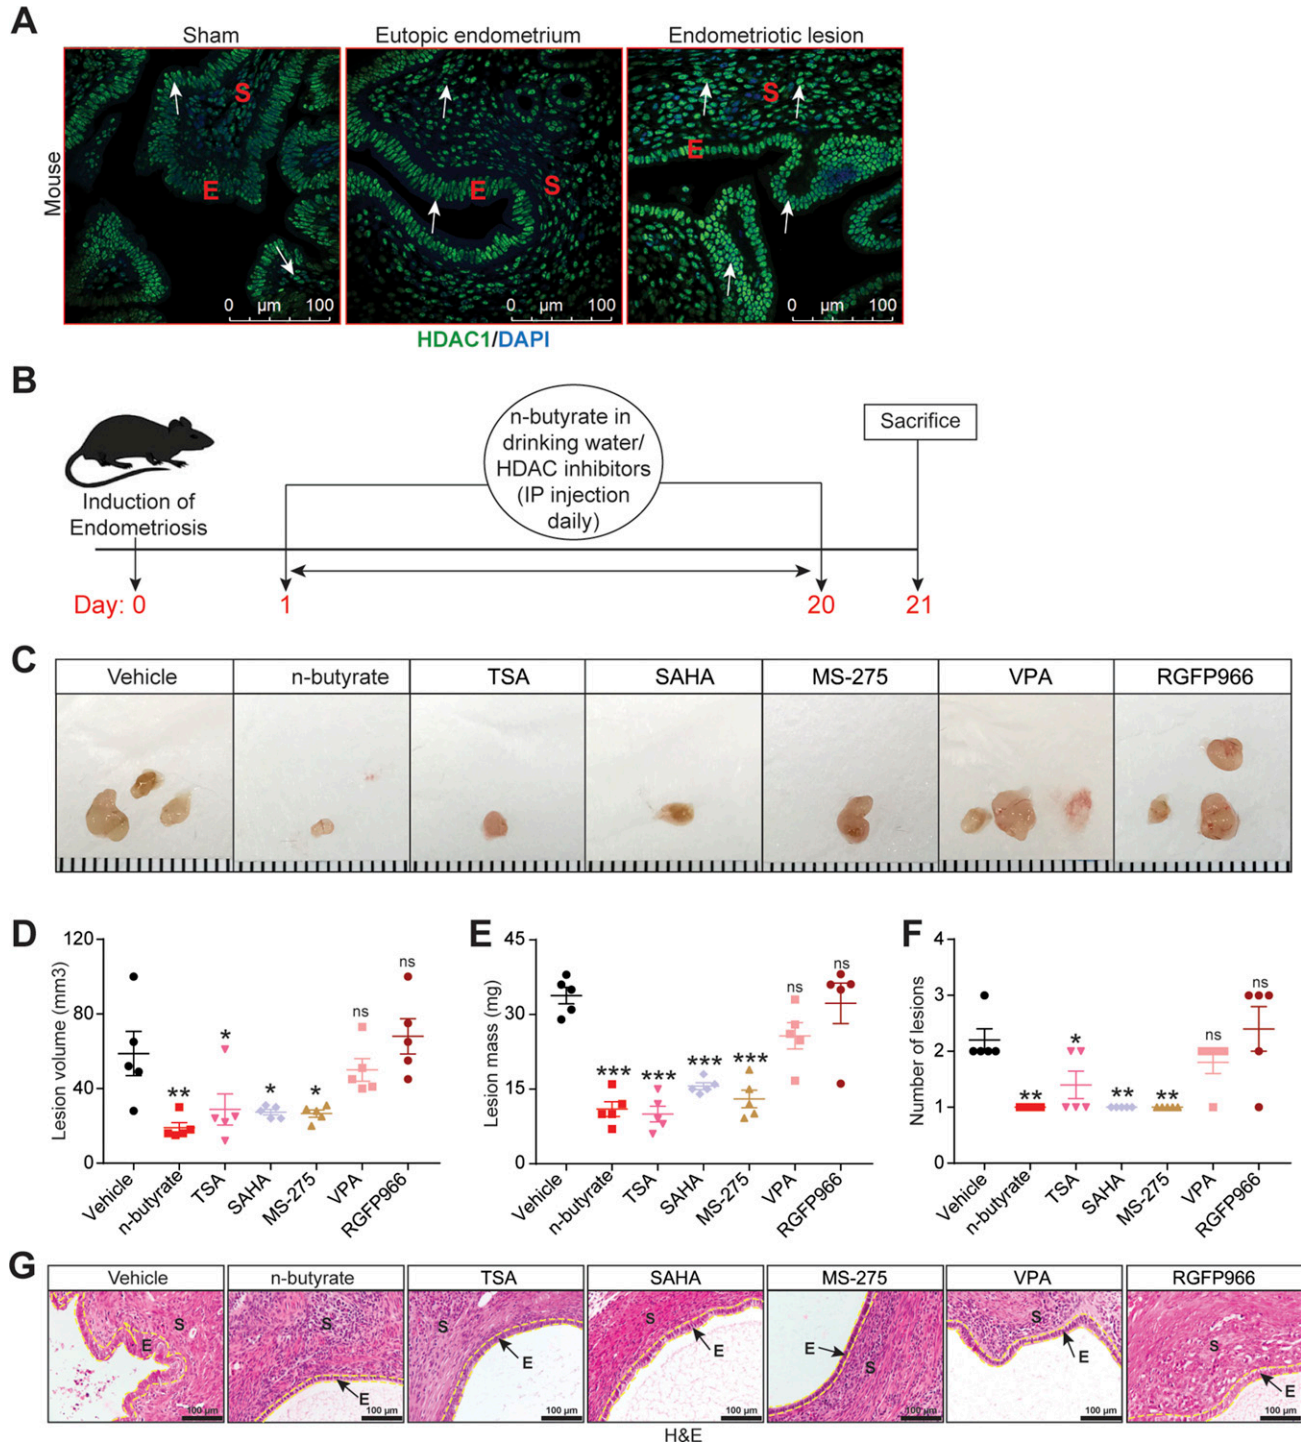 A
Sham
Eutopic endometrium
Endometriotic lesion
Mouse
S
E
0 µm 100
S
E
0 µm 100
S
E
0 µm 100
HDAC1/DAPI
B
Induction of
Endometriosis
n-butyrate in
drinking water/
HDAC inhibitors
(IP injection
daily)
Sacrifice
Day: 0
1
20
21
C
Vehicle
n-butyrate
TSA
SAHA
MS-275
VPA
RGFP966
D
Lesion volume (mm3)
120
80
40
0
**
*
*
*
ns
ns
Vehicle
n-butyrate
TSA
SAHA
MS-275
VPA
RGFP966
E
Lesion mass (mg)
45
30
15
0
***
***
***
***
ns
ns
Vehicle
n-butyrate
TSA
SAHA
MS-275
VPA
RGFP966
F
Number of lesions
4
3
2
1
0
**
*
**
**
ns
ns
Vehicle
n-butyrate
TSA
SAHA
MS-275
VPA
RGFP966
G
Vehicle
n-butyrate
TSA
SAHA
MS-275
VPA
RGFP966
S
E
100 µm
S
E
100 µm
S
E
100 µm
S
E
100 µm
E
S
100 µm
S
E
100 µm
S
E
100 µm
H&E